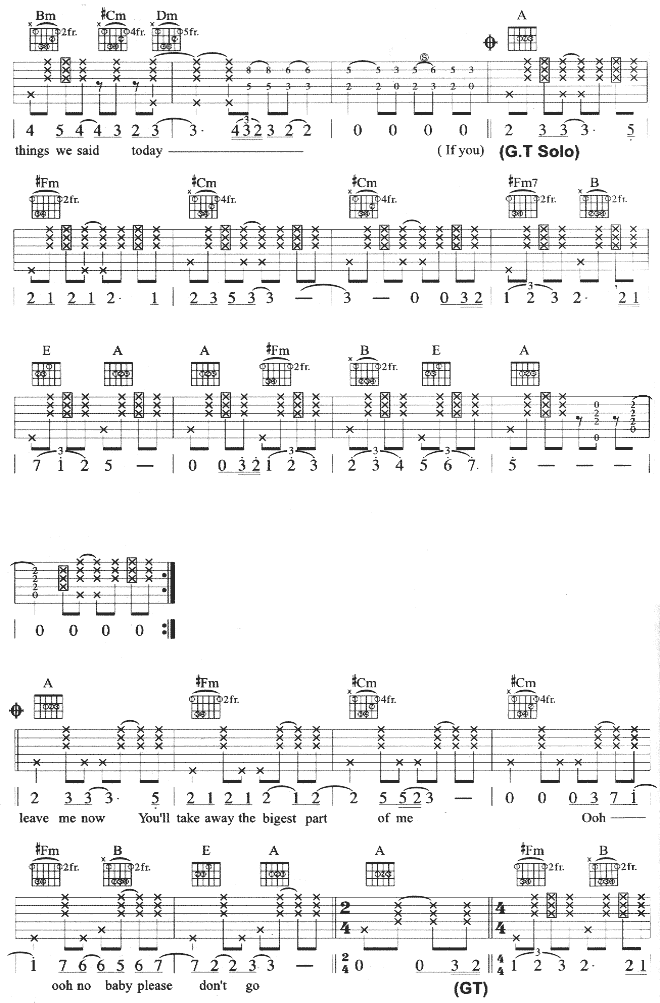 Bm #Cm Dm A
2fr. 4fr. 5fr.
8 8 6 6 5 5 3 5 6 5 3
5 5 3 3 2 2 0 2 3 2 0
4 5 4 4 3 2 3 | 3· 4 3 2 3 2 2 | 0 0 0 0 || 2 3 3 3· 5
things we said today (If you) (G.T Solo)
#Fm #Cm #Cm #Fm7 B
2fr. 4fr. 4fr. 2fr. 2fr.
| 2 1 2 1 2· 1 | 2 3 5 3 3 — | 3 — 0 0 3 2 | 1 2 3 2· 2 1
E A A #Fm B E A
2fr. 2fr.
| 7 1 2 5 — | 0 0 3 2 1 2 3 | 2 3 4 5 6 7 | 5 — — —
| 0 0 0 0 :|
A #Fm #Cm #Cm
2fr. 4fr. 4fr.
2 3 3 3· 5 | 2 1 2 1 2 1 2 | 2 5 5 2 3 — | 0 0 0 3 7 1
leave me now You'll take away the bigest part of me Ooh
#Fm B E A A #Fm B
2fr. 2fr. 2fr. 2fr.
2/4 4/4
1 7 6 6 5 6 7 | 7 2 2 3 3 — || 2/4 0 0 3 2 || 4/4 1 2 3 2· 2 1
ooh no baby please don't go (GT)